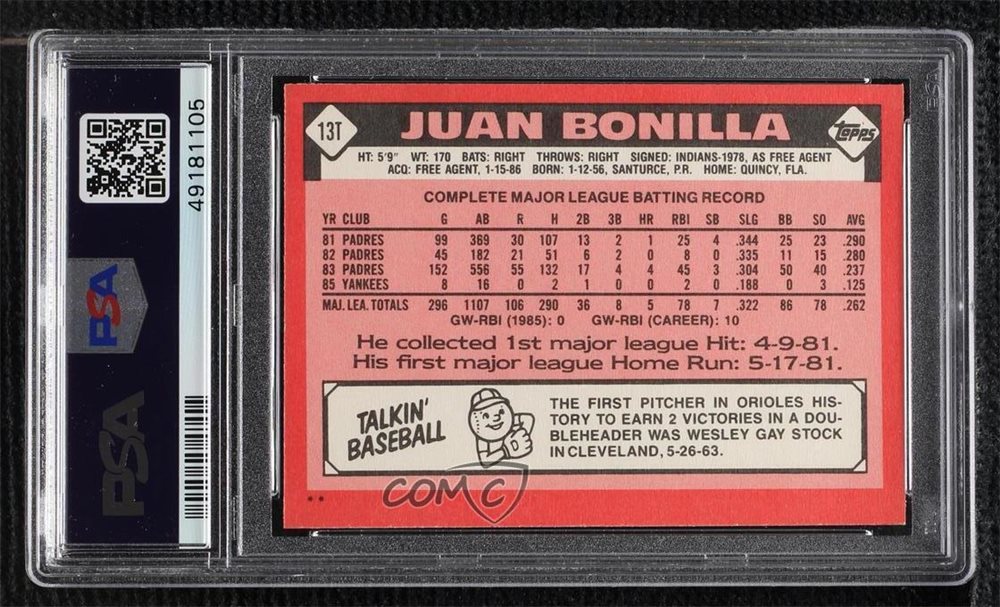 49181105
PSA
PSA
13T
JUAN BONILLA
Topps
HT: 5'9" WT: 170 BATS: RIGHT THROWS: RIGHT SIGNED: INDIANS-1978, AS FREE AGENT
ACQ: FREE AGENT, 1-15-86 BORN: 1-12-56, SANTURCE, P.R. HOME: QUINCY, FLA.
COMPLETE MAJOR LEAGUE BATTING RECORD
YR CLUB G AB R H 2B 3B HR RBI SB SLG BB SO AVG
81 PADRES 99 369 30 107 13 2 1 25 4 .344 25 23 .290
82 PADRES 45 182 21 51 6 2 0 8 0 .335 11 15 .280
83 PADRES 152 556 55 132 17 4 4 45 3 .304 50 40 .237
85 YANKEES 8 16 0 2 1 0 0 2 0 .188 0 3 .125
MAJ. LEA. TOTALS 296 1107 106 290 36 8 5 78 7 .322 86 78 .262
GW-RBI (1985): 0 GW-RBI (CAREER): 10
He collected 1st major league Hit: 4-9-81.
His first major league Home Run: 5-17-81.
TALKIN'
BASEBALL
THE FIRST PITCHER IN ORIOLES HIS-
TORY TO EARN 2 VICTORIES IN A DOU-
BLEHEADER WAS WESLEY GAY STOCK
IN CLEVELAND, 5-26-63.
**
COMC